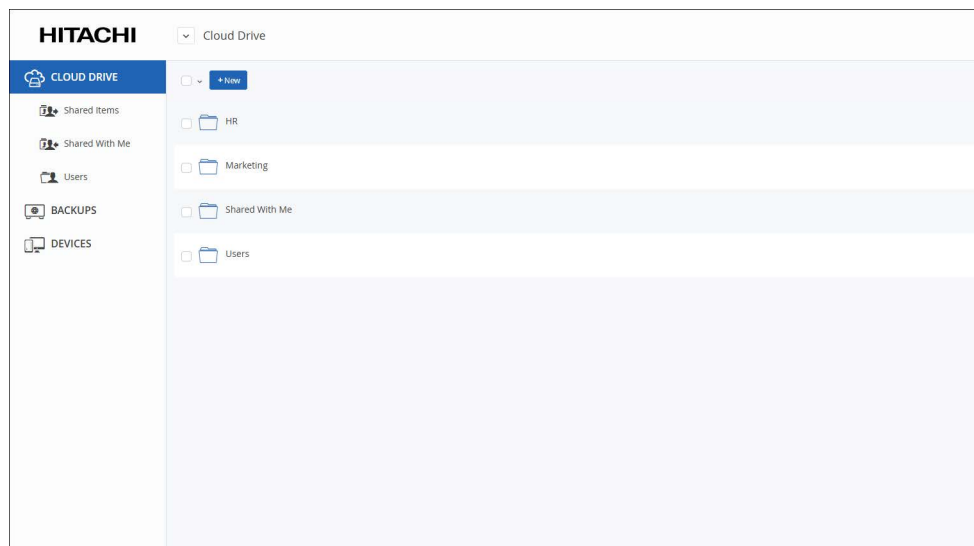 HITACHI
Cloud Drive
CLOUD DRIVE
Shared Items
Shared With Me
Users
BACKUPS
DEVICES
+ New
HR
Marketing
Shared With Me
Users